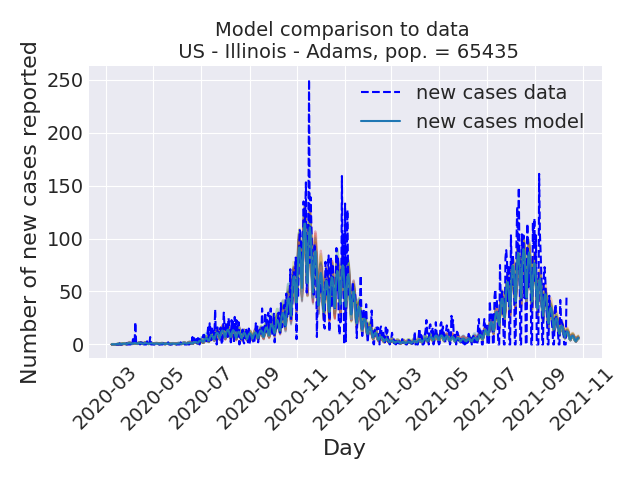 Model comparison to data
US - Illinois - Adams, pop. = 65435
Number of new cases reported
250
200
150
100
50
0
new cases data
new cases model
2020-03
2020-05
2020-07
2020-09
2020-11
2021-01
2021-03
2021-05
2021-07
2021-09
2021-11
Day